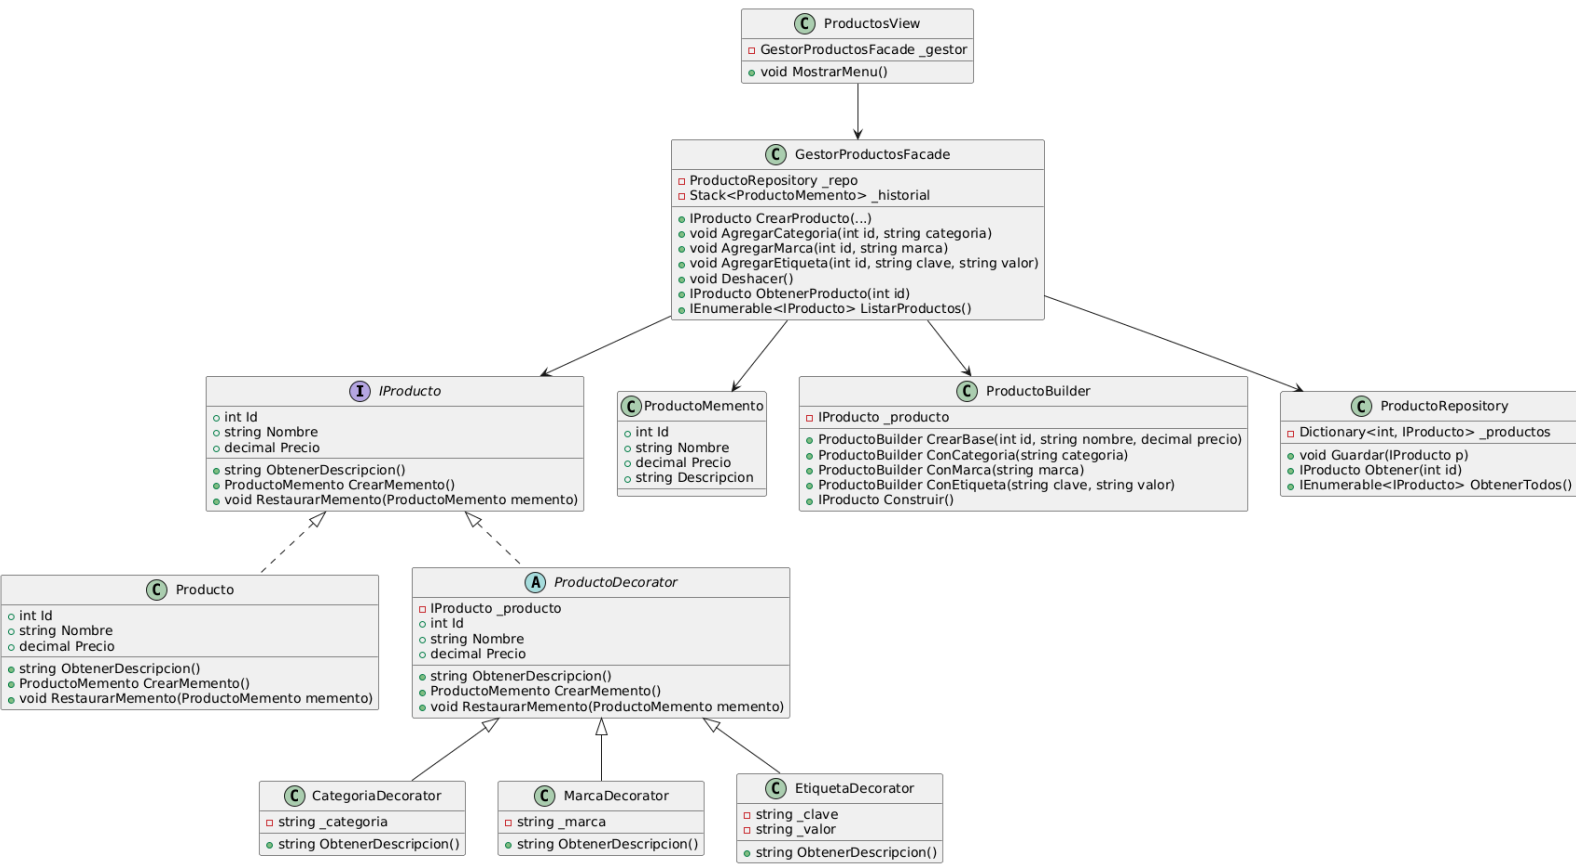 C ProductosView
GestorProductosFacade _gestor
void MostrarMenu()
C GestorProductosFacade
ProductoRepository _repo
Stack<ProductoMemento> _historial
IProducto CrearProducto(...)
void AgregarCategoria(int id, string categoria)
void AgregarMarca(int id, string marca)
void AgregarEtiqueta(int id, string clave, string valor)
void Deshacer()
IProducto ObtenerProducto(int id)
IEnumerable<IProducto> ListarProductos()
I IProducto
int Id
string Nombre
decimal Precio
string ObtenerDescripcion()
ProductoMemento CrearMemento()
void RestaurarMemento(ProductoMemento memento)
C ProductoMemento
int Id
string Nombre
decimal Precio
string Descripcion
C ProductoBuilder
IProducto _producto
ProductoBuilder CrearBase(int id, string nombre, decimal precio)
ProductoBuilder ConCategoria(string categoria)
ProductoBuilder ConMarca(string marca)
ProductoBuilder ConEtiqueta(string clave, string valor)
IProducto Construir()
C ProductoRepository
Dictionary<int, IProducto> _productos
void Guardar(IProducto p)
IProducto Obtener(int id)
IEnumerable<IProducto> ObtenerTodos()
C Producto
int Id
string Nombre
decimal Precio
string ObtenerDescripcion()
ProductoMemento CrearMemento()
void RestaurarMemento(ProductoMemento memento)
A ProductoDecorator
IProducto _producto
int Id
string Nombre
decimal Precio
string ObtenerDescripcion()
ProductoMemento CrearMemento()
void RestaurarMemento(ProductoMemento memento)
C CategoriaDecorator
string _categoria
string ObtenerDescripcion()
C MarcaDecorator
string _marca
string ObtenerDescripcion()
C EtiquetaDecorator
string _clave
string _valor
string ObtenerDescripcion()